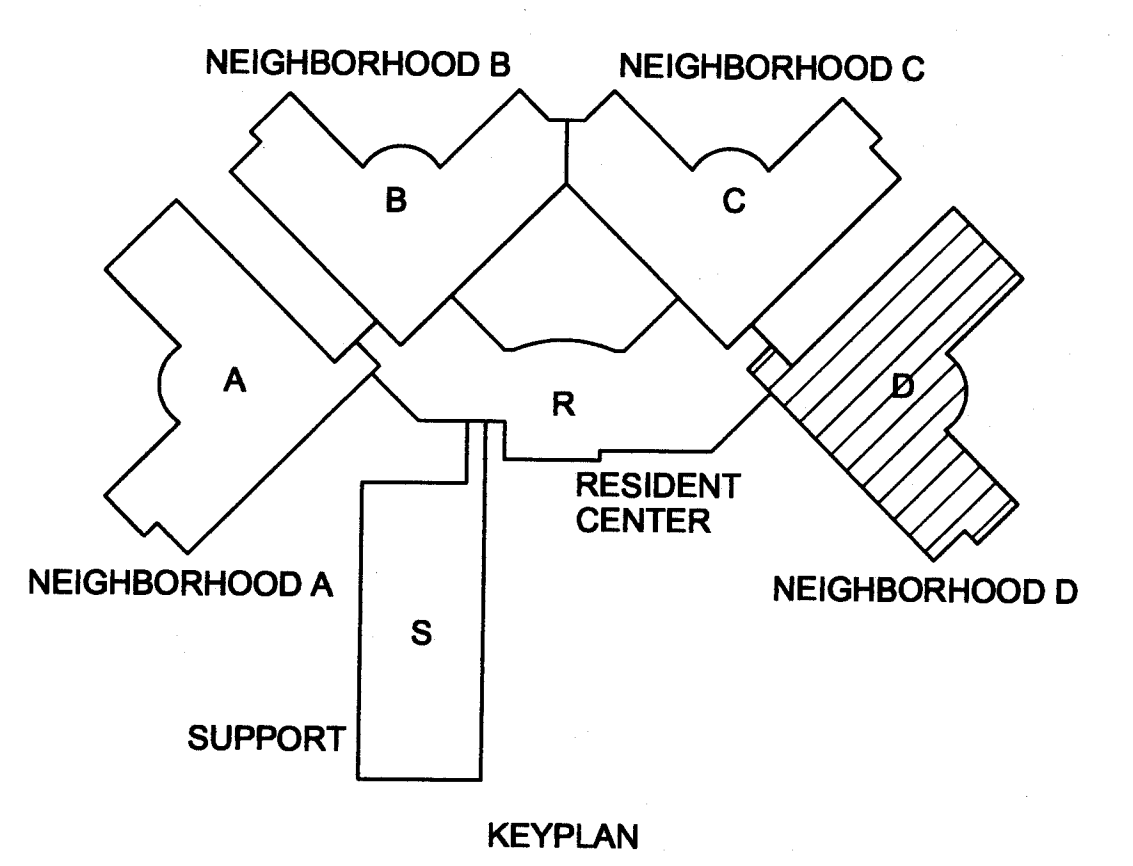 NEIGHBORHOOD B
NEIGHBORHOOD C
B
C
A
D
R
RESIDENT
CENTER
NEIGHBORHOOD A
NEIGHBORHOOD D
S
SUPPORT
KEYPLAN